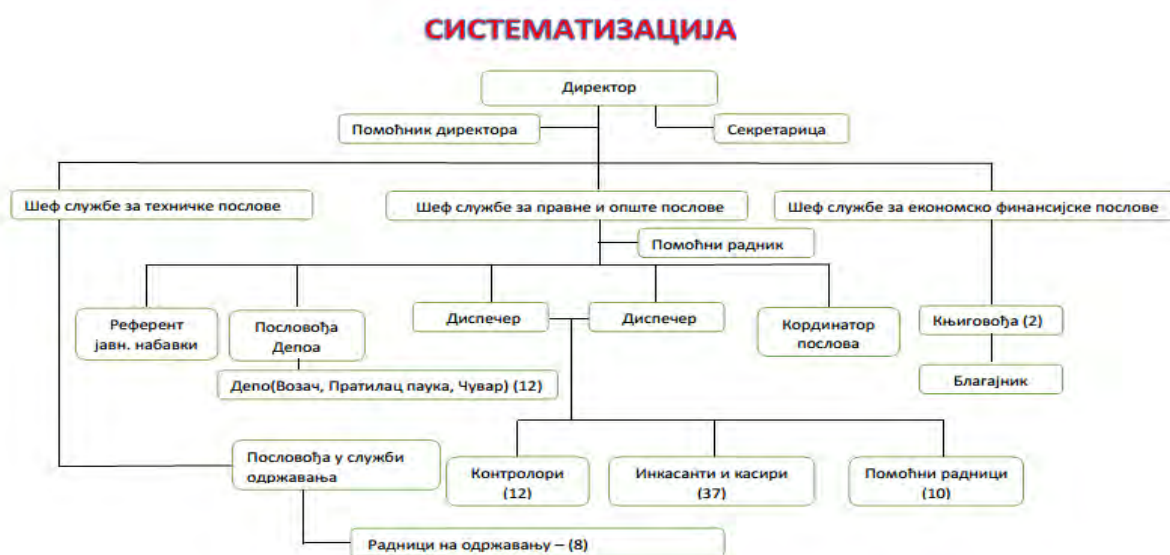 СИСТЕМАТИЗАЦИЈА
Директор
Помоћник директора
Секретарица
Шеф службе за техничке послове
Шеф службе за правне и опште послове
Шеф службе за економско финансијске послове
Помоћни радник
Референт
јавн. набавки
Пословођа
Депоа
Диспечер
Диспечер
Кординатор
послова
Књиговођа (2)
Депо(Возач, Пратилац паука, Чувар) (12)
Благајник
Пословођа у служби
одржавања
Контролори
(12)
Инкасанти и касири
(37)
Помоћни радници
(10)
Радници на одржавању – (8)